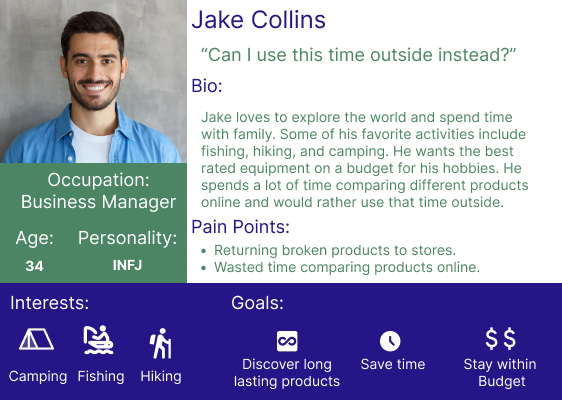 Jake Collins
“Can I use this time outside instead?”
Bio:
Jake loves to explore the world and spend time
with family. Some of his favorite activities include
fishing, hiking, and camping. He wants the best
rated equipment on a budget for his hobbies. He
spends a lot of time comparing different products
online and would rather use that time outside.
Occupation:
Business Manager
Age:
34
Personality:
INFJ
Pain Points:
• Returning broken products to stores.
• Wasted time comparing products online.
Interests:
Camping
Fishing
Hiking
Goals:
Discover long
lasting products
Save time
$$
Stay within
Budget